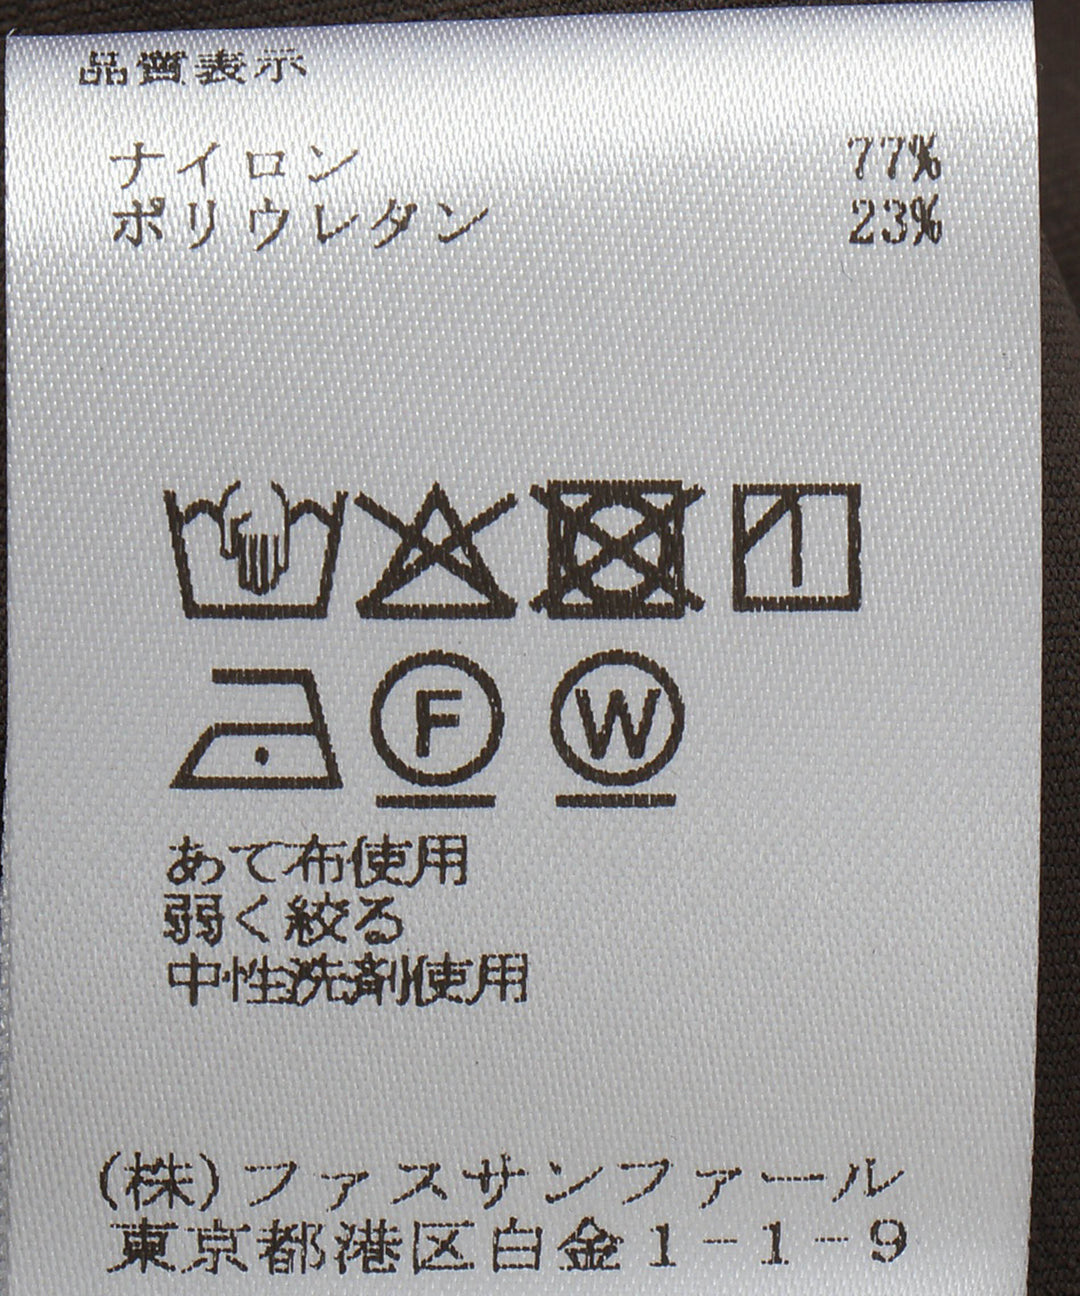 品質表示
ナイロン 77%
ポリウレタン 23%
F W
あて布使用
弱く絞る
中性洗剤使用
(株)ファスサンファール
東京都港区白金1-1-9